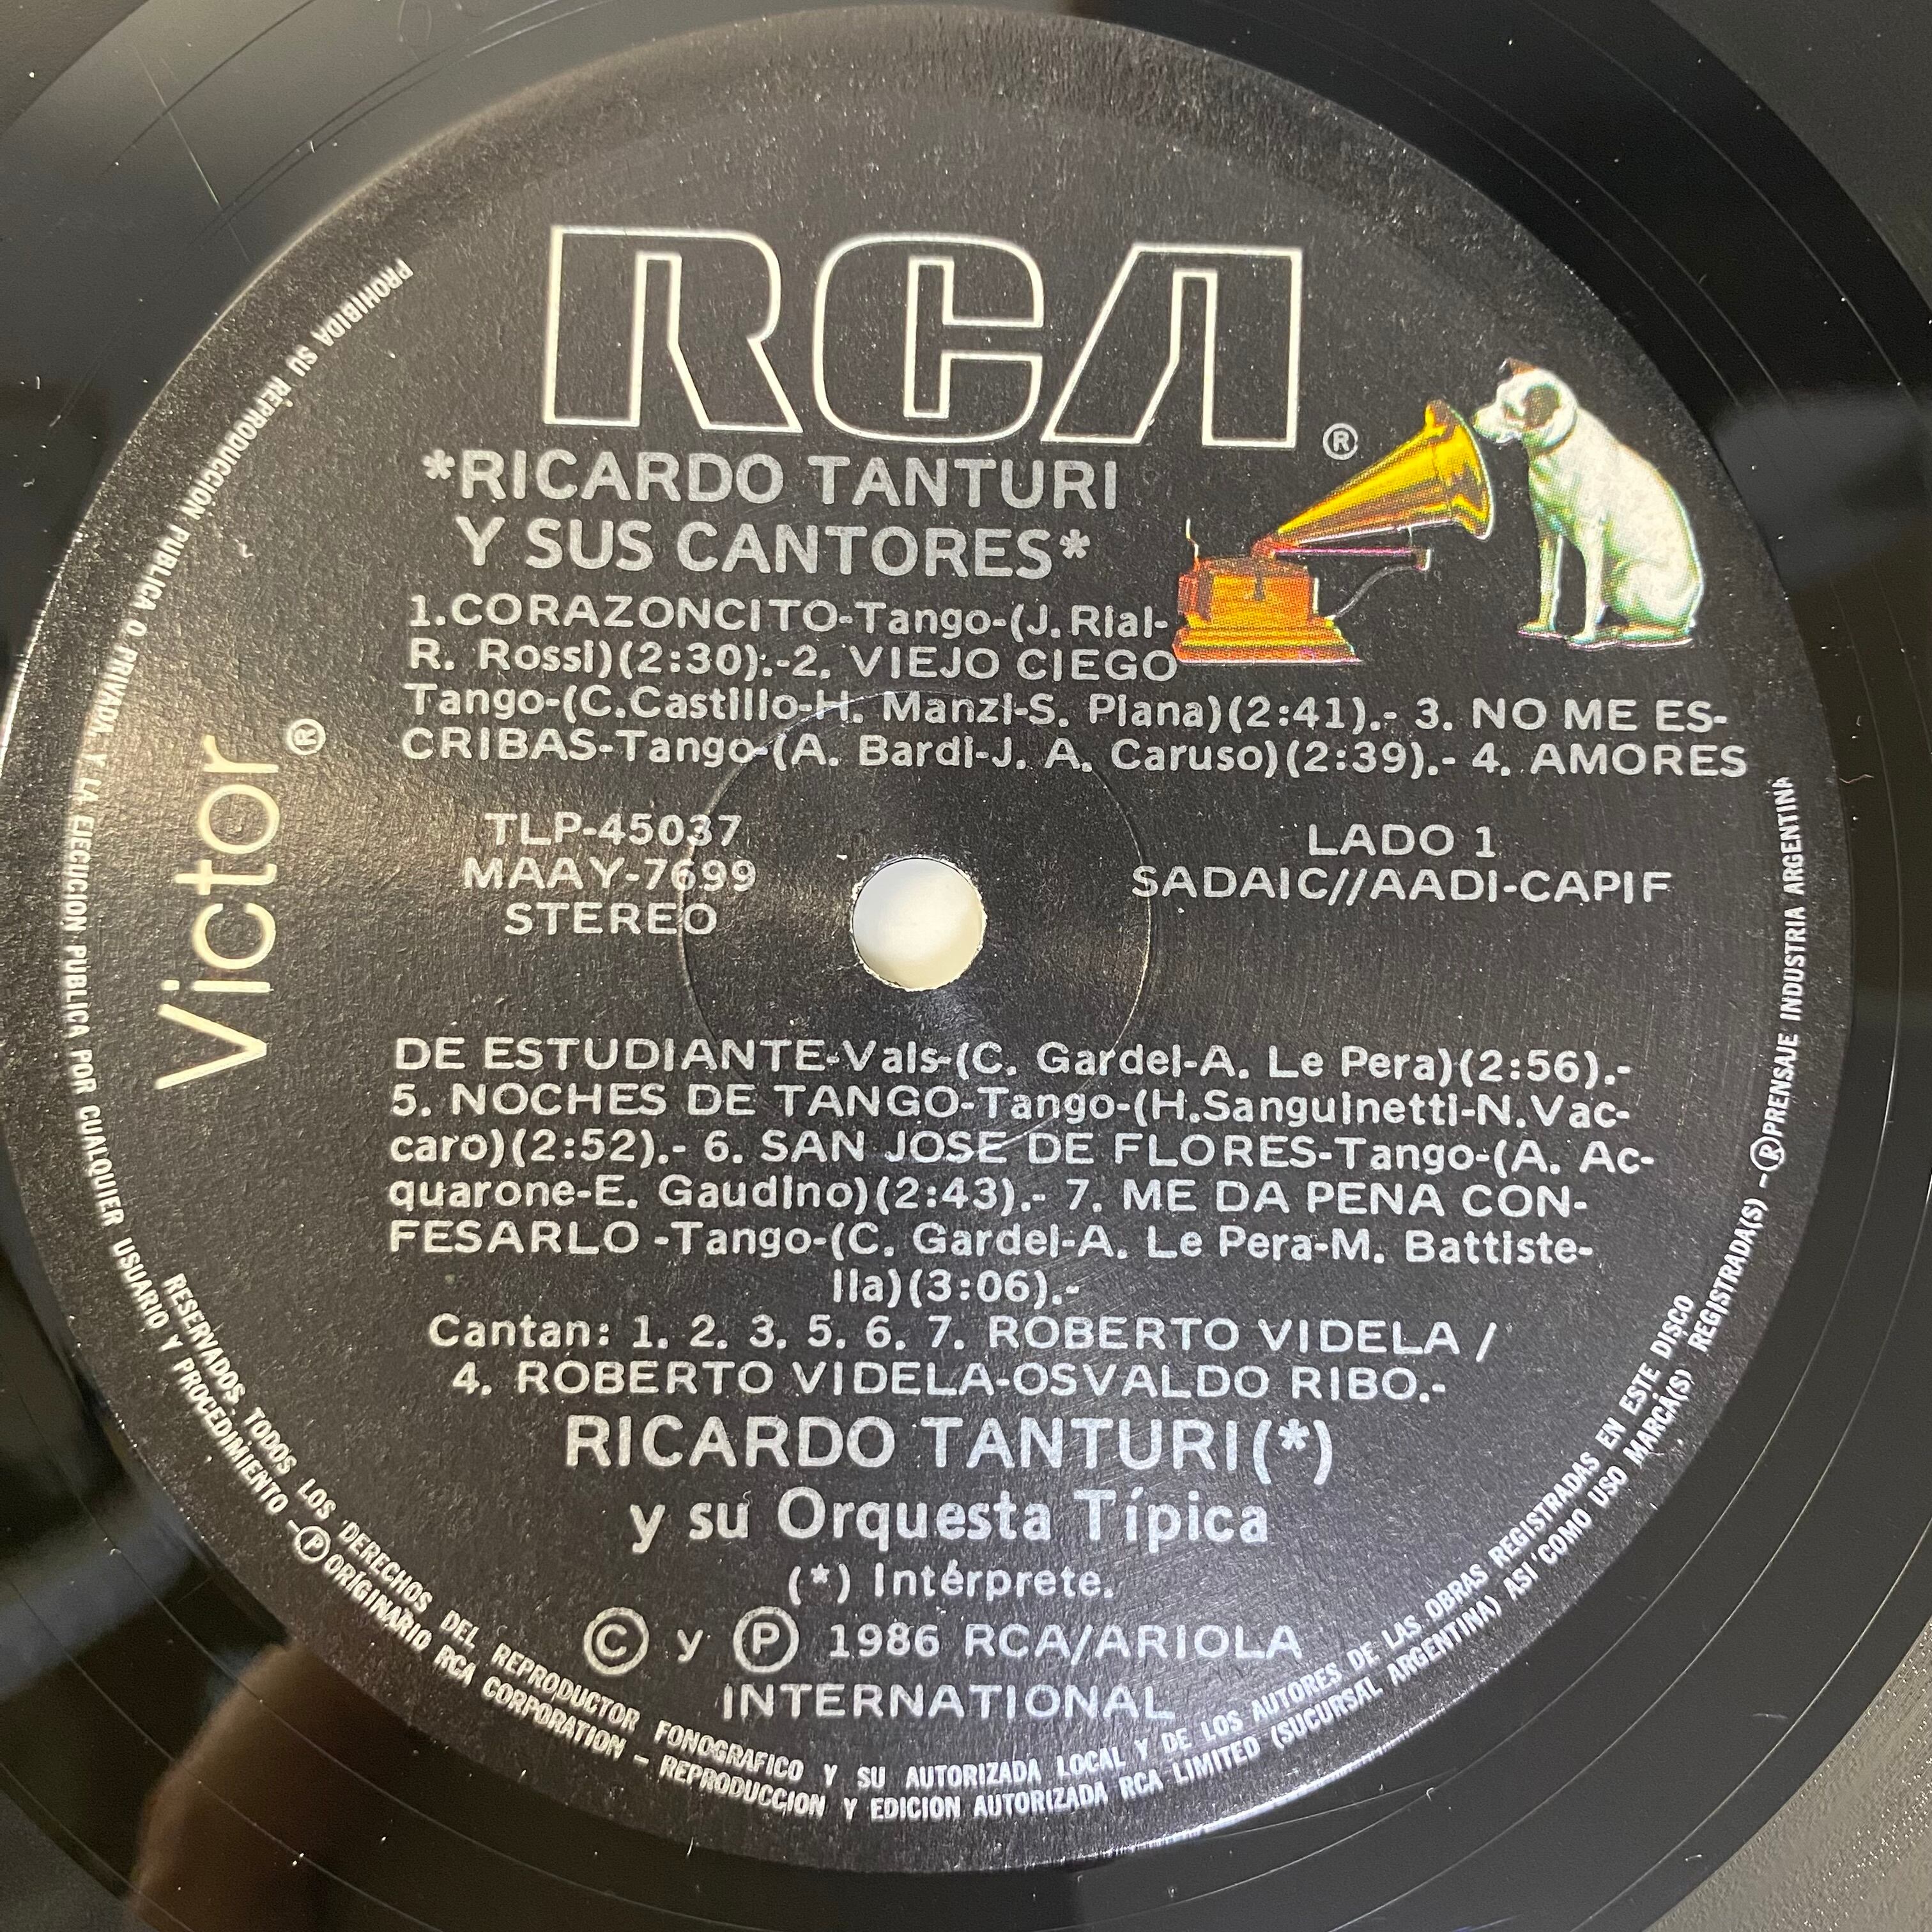 RCA®
*RICARDO TANTURI
Y SUS CANTORES*
1.CORAZONCITO-Tango-(J.Rial-
R. Rossi)(2:30).-2. VIEJO CIEGO
Tango-(C.Castillo-H. Manzi-S. Piana)(2:41).- 3. NO ME ES-
CRIBAS-Tango-(A. Bardi-J. A. Caruso)(2:39).- 4. AMORES
Victor®
TLP-45037
MAAY-7699
STEREO
LADO 1
SADAIC//AADI-CAPIF
DE ESTUDIANTE-Vals-(C. Gardel-A. Le Pera)(2:56).-
5. NOCHES DE TANGO-Tango-(H.Sanguinetti-N.Vac-
caro)(2:52).- 6. SAN JOSE DE FLORES-Tango-(A. Ac-
quarone-E. Gaudino)(2:43).- 7. ME DA PENA CON-
FESARLO -Tango-(C. Gardel-A. Le Pera-M. Battiste-
lla)(3:06).-
Cantan: 1. 2. 3. 5. 6. 7. ROBERTO VIDELA /
4. ROBERTO VIDELA-OSVALDO RIBO.-
RICARDO TANTURI(*)
y su Orquesta Típica
(*) Intérprete.
© y ℗ 1986 RCA/ARIOLA
INTERNATIONAL
PROHIBIDA SU REPRODUCCION PUBLICA O PRIVADA, Y LA EJECUCION PUBLICA POR CUALQUIER USUARIO Y PROCEDIMIENTO - ℗ ORIGINARIO RCA CORPORATION - REPRODUCCION Y EDICION AUTORIZADA RCA LIMITED (SUCURSAL ARGENTINA) ASI COMO USO MARCA(S) REGISTRADA(S) - ® PRENSAJE INDUSTRIA ARGENTINA
RESERVADOS TODOS LOS DERECHOS DEL REPRODUCTOR FONOGRAFICO Y SU AUTORIZADA LOCAL Y DE LOS AUTORES DE LAS OBRAS REGISTRADAS EN ESTE DISCO